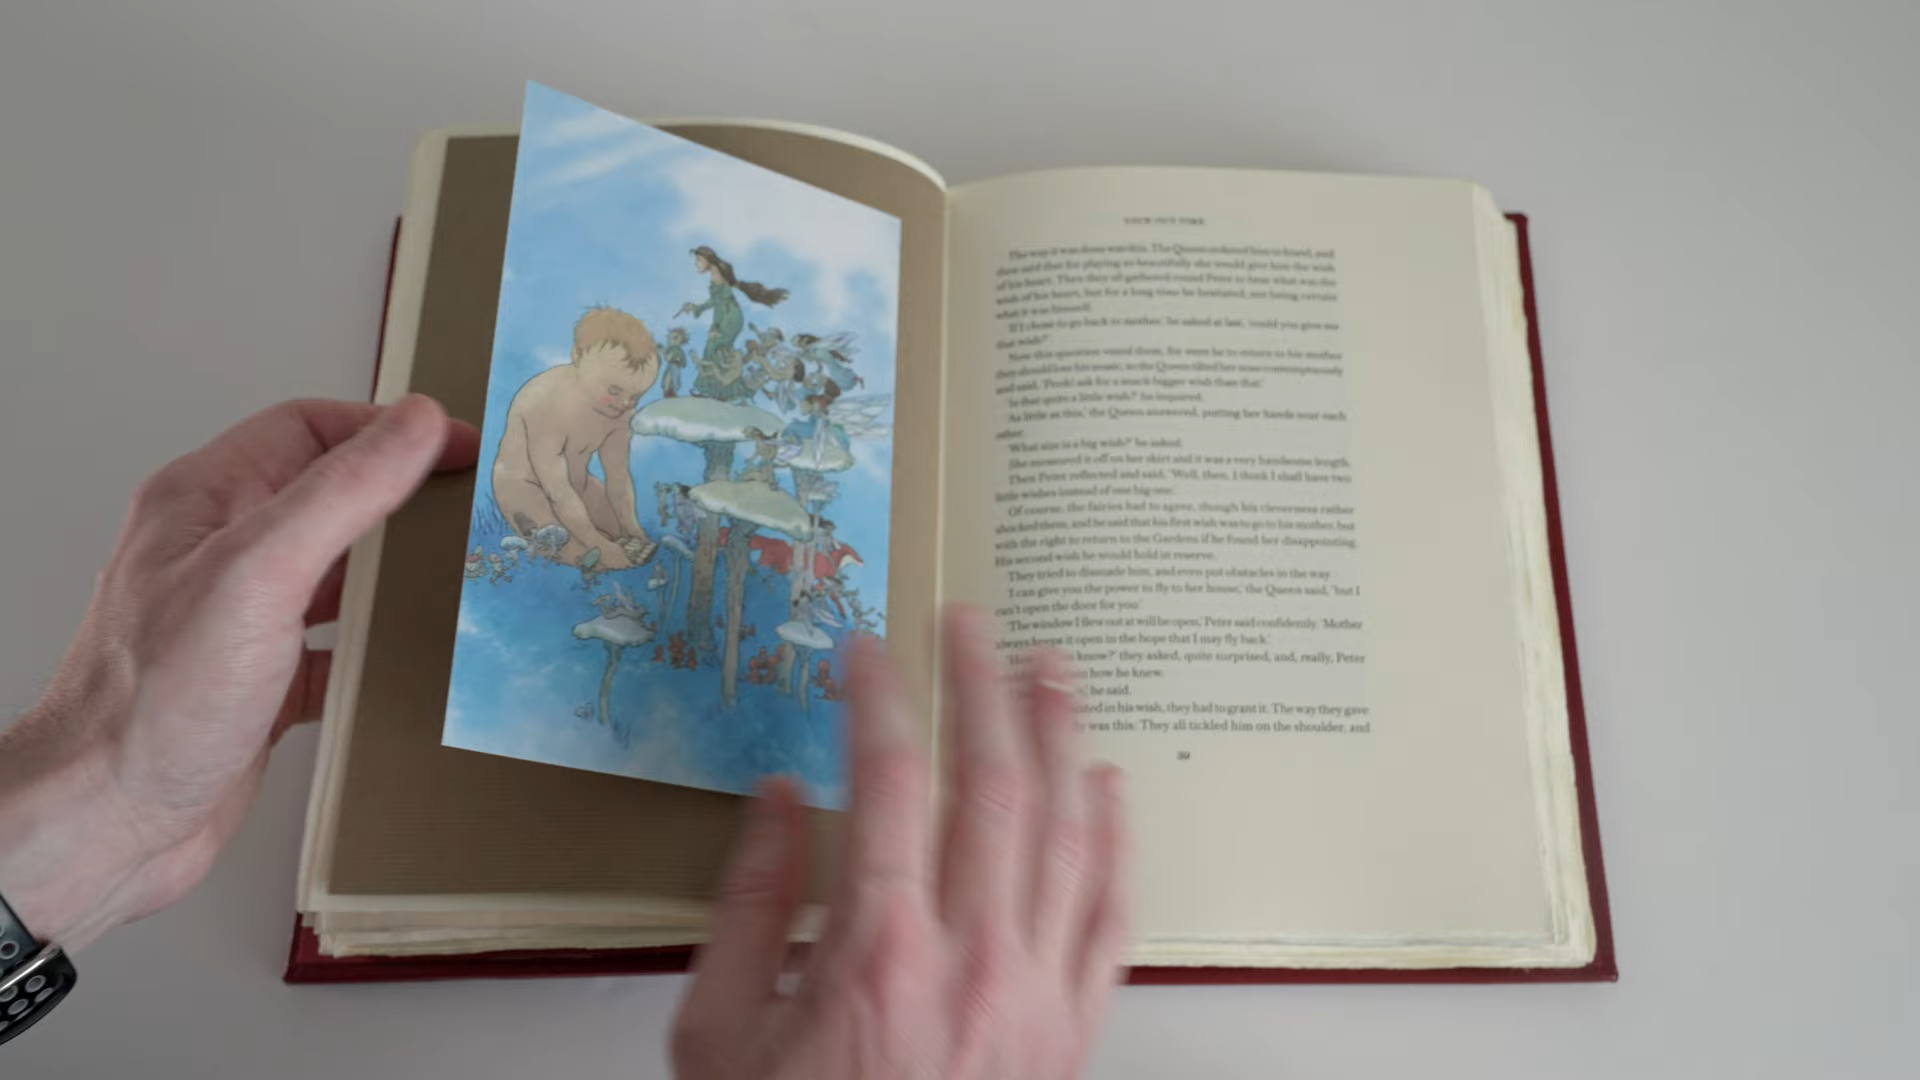 LOCK-OUT TIME
The way it was done was this. The Queen ordered him to kneel, and
then said that for playing so beautifully she would give him the wish
of his heart. Then they all gathered round Peter to hear what was the
wish of his heart, but for a long time he hesitated, not being certain
what it was himself.
'If I chose to go back to mother,' he asked at last, 'could you give me
that wish?'
Now this question vexed them, for were he to return to his mother
they should lose his music, so the Queen tilted her nose contemptuously
and said, 'Pooh! ask for a much bigger wish than that.'
'Is that quite a little wish?' he inquired.
'As little as this,' the Queen answered, putting her hands near each
other.
'What size is a big wish?' he asked.
She measured it off on her skirt and it was a very handsome length.
Then Peter reflected and said, 'Well, then, I think I shall have two
little wishes instead of one big one.'
Of course, the fairies had to agree, though his cleverness rather
shocked them, and he said that his first wish was to go to his mother, but
with the right to return to the Gardens if he found her disappointing.
His second wish he would hold in reserve.
They tried to dissuade him, and even put obstacles in the way.
'I can give you the power to fly to her house,' the Queen said, 'but I
can't open the door for you.'
'The window I flew out at will be open,' Peter said confidently. 'Mother
always keeps it open in the hope that I may fly back.'
know?' they asked, quite surprised, and, really, Peter
how he knew.
he said.
in his wish, they had to grant it. The way they gave
was this: They all tickled him on the shoulder, and
39